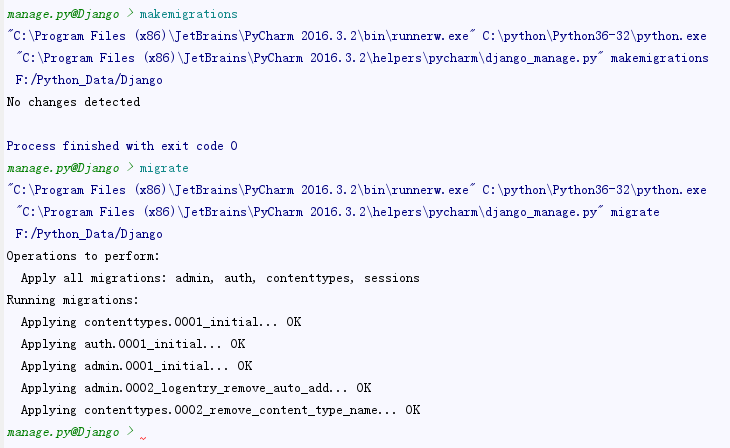 manage.py@Django > makemigrations
"C:\Program Files (x86)\JetBrains\PyCharm 2016.3.2\bin\runnerw.exe" C:\python\Python36-32\python.exe
"C:\Program Files (x86)\JetBrains\PyCharm 2016.3.2\helpers\pycharm\django_manage.py" makemigrations
F:/Python_Data/Django
No changes detected
Process finished with exit code 0
manage.py@Django > migrate
"C:\Program Files (x86)\JetBrains\PyCharm 2016.3.2\bin\runnerw.exe" C:\python\Python36-32\python.exe
"C:\Program Files (x86)\JetBrains\PyCharm 2016.3.2\helpers\pycharm\django_manage.py" migrate
F:/Python_Data/Django
Operations to perform:
Apply all migrations: admin, auth, contenttypes, sessions
Running migrations:
Applying contenttypes.0001_initial... OK
Applying auth.0001_initial... OK
Applying admin.0001_initial... OK
Applying admin.0002_logentry_remove_auto_add... OK
Applying contenttypes.0002_remove_content_type_name... OK
manage.py@Django >